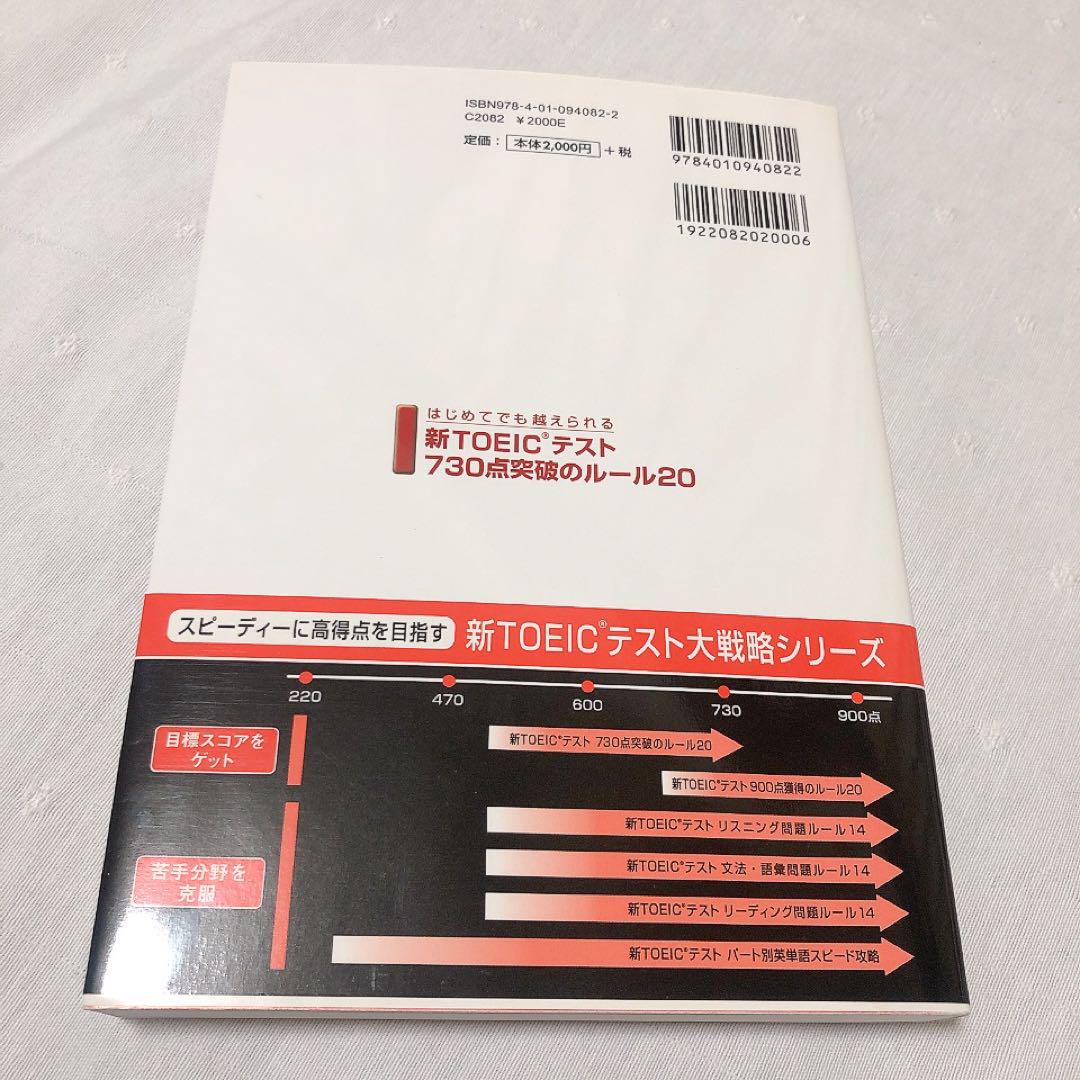 ISBN978-4-01-094082-2
C2082 ¥2000E
定価： 本体2,000円 ＋税
9784010940822
1922082020006
はじめてでも越えられる
新TOEIC®テスト
730点突破のルール20
スピーディーに高得点を目指す 新TOEIC®テスト大戦略シリーズ
220 470 600 730 900点
目標スコアを
ゲット
新TOEIC®テスト 730点突破のルール20
新TOEIC®テスト 900点獲得のルール20
苦手分野を
克服
新TOEIC®テスト リスニング問題ルール14
新TOEIC®テスト 文法・語彙問題ルール14
新TOEIC®テスト リーディング問題ルール14
新TOEIC®テスト パート別英単語スピード攻略